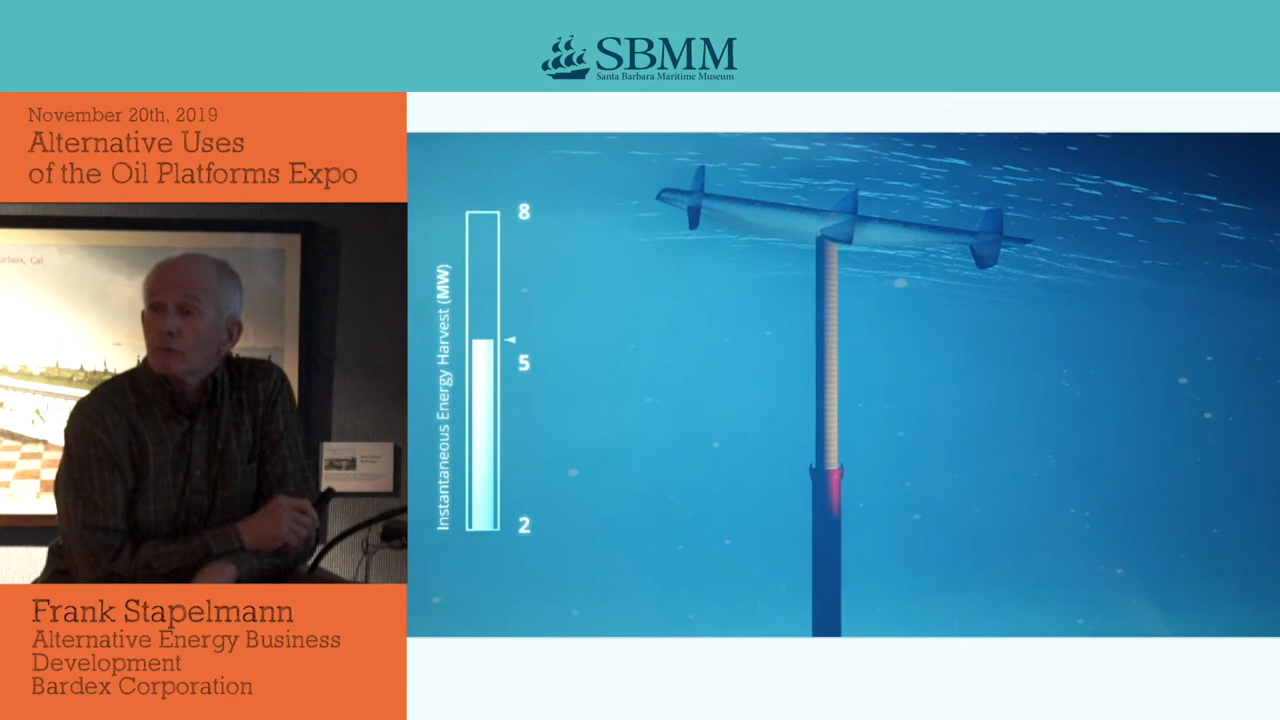 SBMM
Santa Barbara Maritime Museum
November 20th, 2019
Alternative Uses
of the Oil Platforms Expo
Frank Stapelmann
Alternative Energy Business
Development
Bardex Corporation
8
5
2
Instantaneous Energy Harvest (MW)